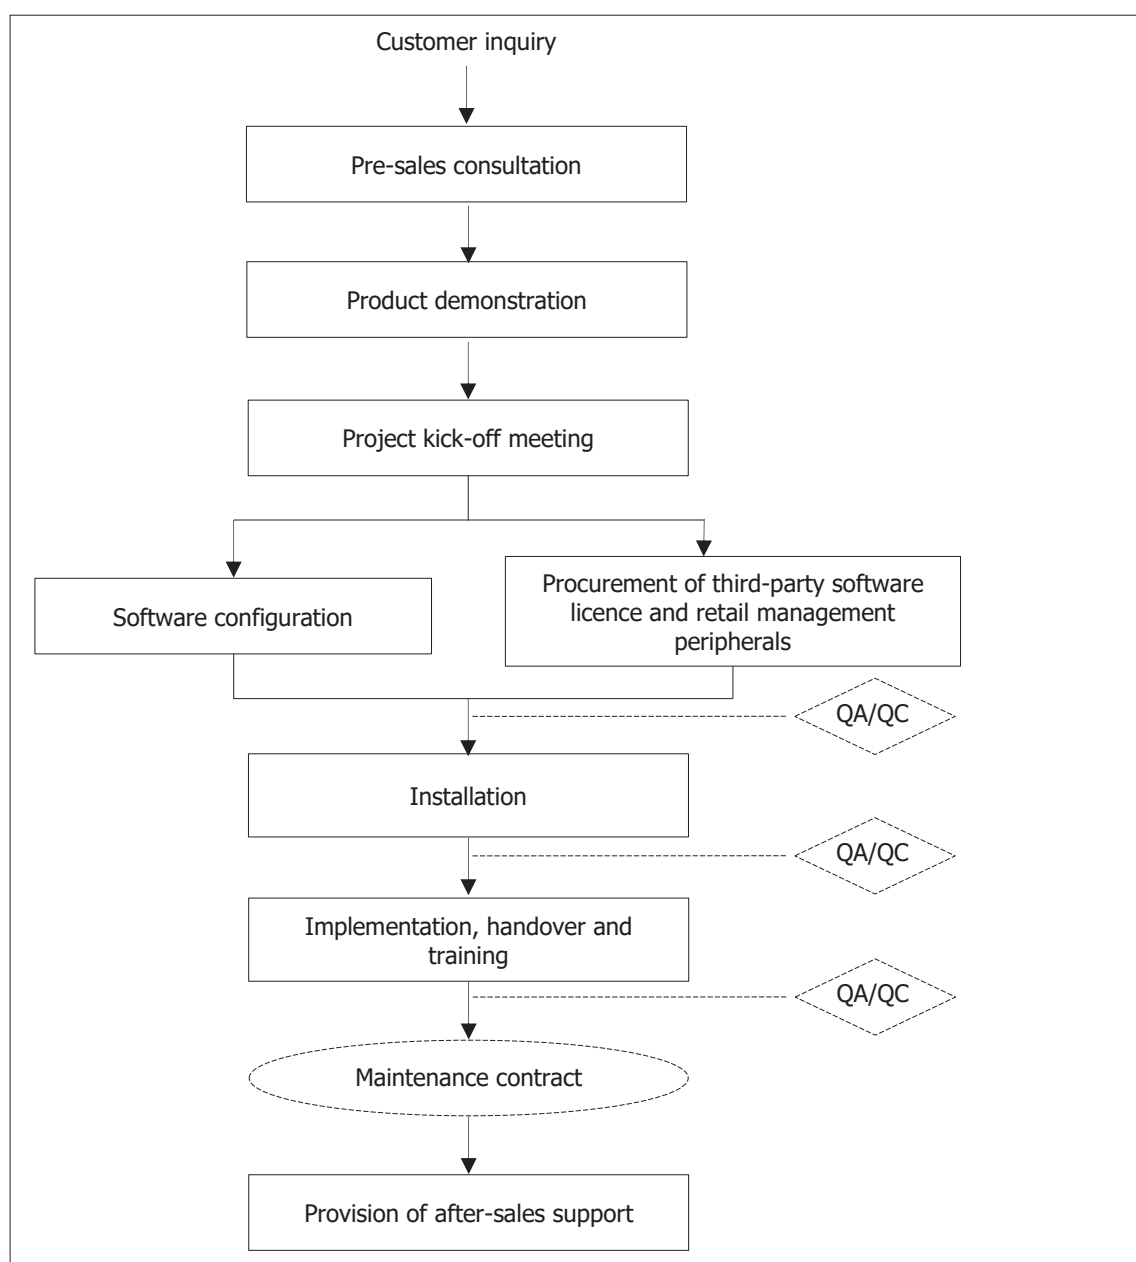 Customer inquiry
Pre-sales consultation
Product demonstration
Project kick-off meeting
Software configuration
Procurement of third-party software
licence and retail management
peripherals
QA/QC
Installation
QA/QC
Implementation, handover and
training
QA/QC
Maintenance contract
Provision of after-sales support